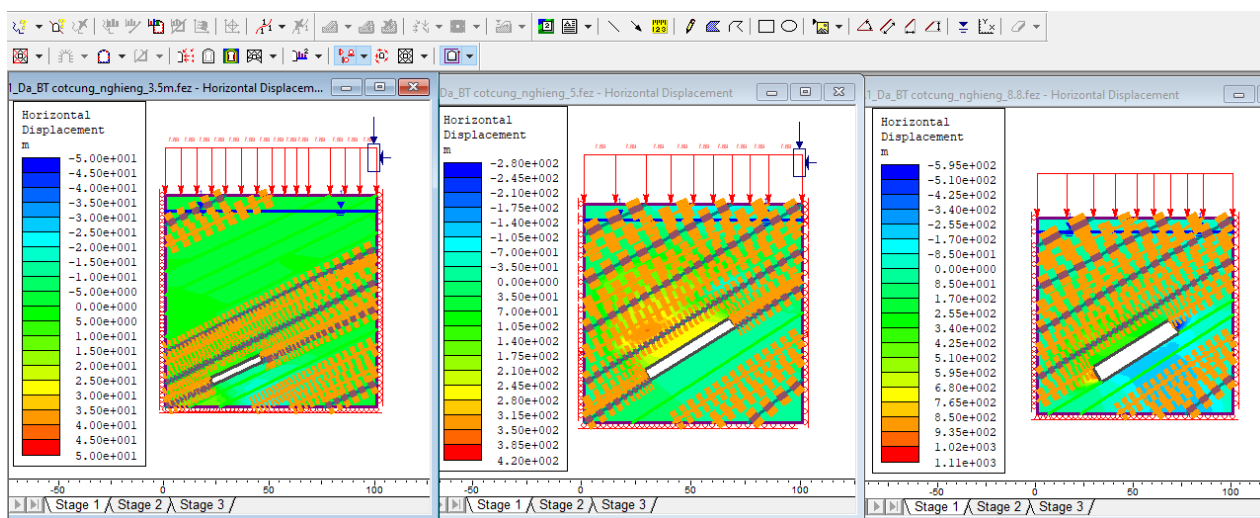 1_Da_BT cotcung_nghieng_3.5m.fez - Horizontal Displacem...
Horizontal
Displacement
m
-5.00e+001
-4.50e+001
-4.00e+001
-3.50e+001
-3.00e+001
-2.50e+001
-2.00e+001
-1.50e+001
-1.00e+001
-5.00e+000
0.00e+000
5.00e+000
1.00e+001
1.50e+001
2.00e+001
2.50e+001
3.00e+001
3.50e+001
4.00e+001
4.50e+001
5.00e+001
-50 0 50 100
Stage 1 Stage 2 Stage 3
Da_BT cotcung_nghieng_5.fez - Horizontal Displacement
Horizontal
Displacement
m
-2.80e+002
-2.45e+002
-2.10e+002
-1.75e+002
-1.40e+002
-1.05e+002
-7.00e+001
-3.50e+001
0.00e+000
3.50e+001
7.00e+001
1.05e+002
1.40e+002
1.75e+002
2.10e+002
2.45e+002
2.80e+002
3.15e+002
3.50e+002
3.85e+002
4.20e+002
-50 0 50 100
Stage 1 Stage 2 Stage 3
1_Da_BT cotcung_nghieng_8.8.fez - Horizontal Displacement
Horizontal
Displacement
m
-5.95e+002
-5.10e+002
-4.25e+002
-3.40e+002
-2.55e+002
-1.70e+002
-8.50e+001
0.00e+000
8.50e+001
1.70e+002
2.55e+002
3.40e+002
4.25e+002
5.10e+002
5.95e+002
6.80e+002
7.65e+002
8.50e+002
9.35e+002
1.02e+003
1.11e+003
-50 0 50 100
Stage 1 Stage 2 Stage 3